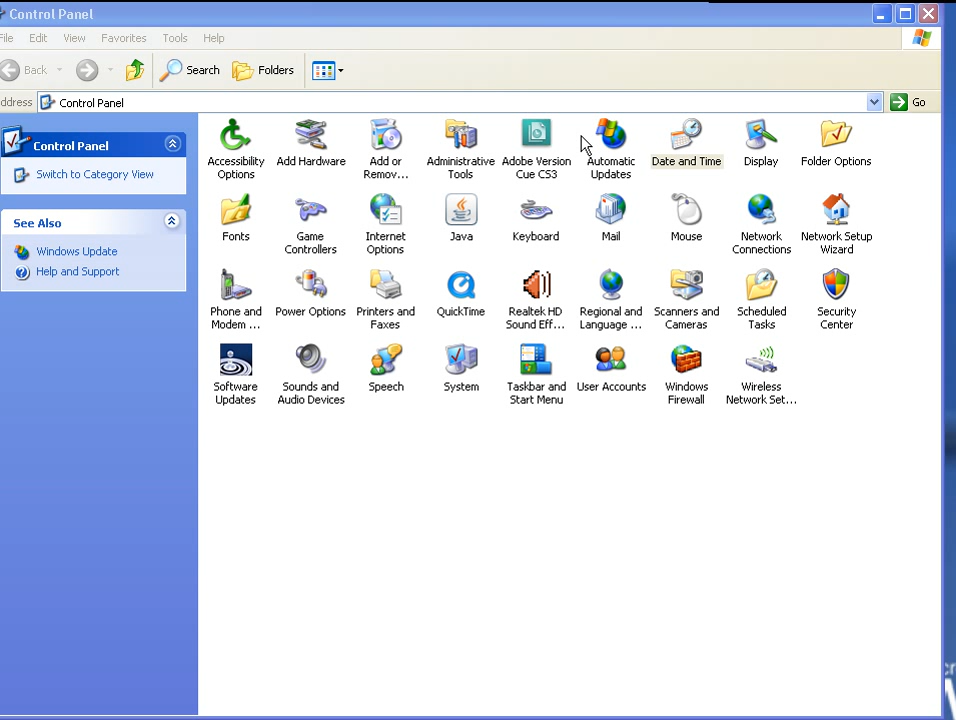 Control Panel
File Edit View Favorites Tools Help
Back Search Folders
Address Control Panel Go
Control Panel
Switch to Category View
See Also
Windows Update
Help and Support
Accessibility Options
Add Hardware
Add or Remov...
Administrative Tools
Adobe Version Cue CS3
Automatic Updates
Date and Time
Display
Folder Options
Fonts
Game Controllers
Internet Options
Java
Keyboard
Mail
Mouse
Network Connections
Network Setup Wizard
Phone and Modem ...
Power Options
Printers and Faxes
QuickTime
Realtek HD Sound Eff...
Regional and Language ...
Scanners and Cameras
Scheduled Tasks
Security Center
Software Updates
Sounds and Audio Devices
Speech
System
Taskbar and Start Menu
User Accounts
Windows Firewall
Wireless Network Set...